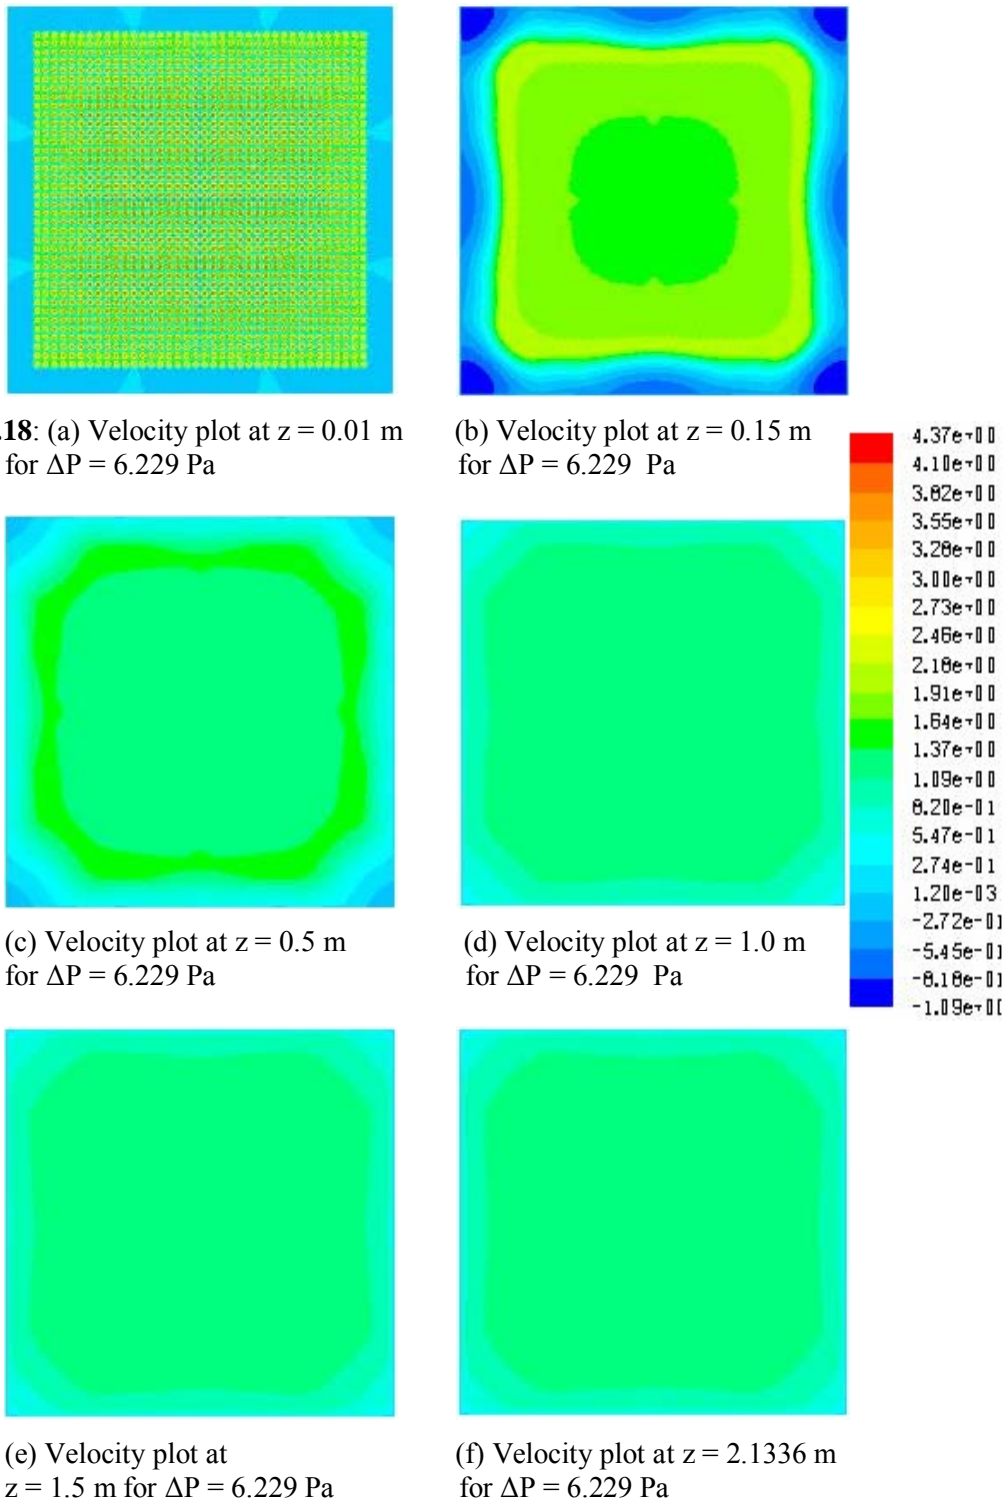 .18: (a) Velocity plot at z = 0.01 m
for ΔP = 6.229 Pa
(b) Velocity plot at z = 0.15 m
for ΔP = 6.229 Pa
4.37e+00
4.10e+00
3.82e+00
3.55e+00
3.28e+00
3.00e+00
2.73e+00
2.46e+00
2.18e+00
1.91e+00
1.64e+00
1.37e+00
1.09e+00
8.20e-01
5.47e-01
2.74e-01
1.20e-03
-2.72e-01
-5.45e-01
-8.18e-01
-1.09e+00
(c) Velocity plot at z = 0.5 m
for ΔP = 6.229 Pa
(d) Velocity plot at z = 1.0 m
for ΔP = 6.229 Pa
(e) Velocity plot at
z = 1.5 m for ΔP = 6.229 Pa
(f) Velocity plot at z = 2.1336 m
for ΔP = 6.229 Pa